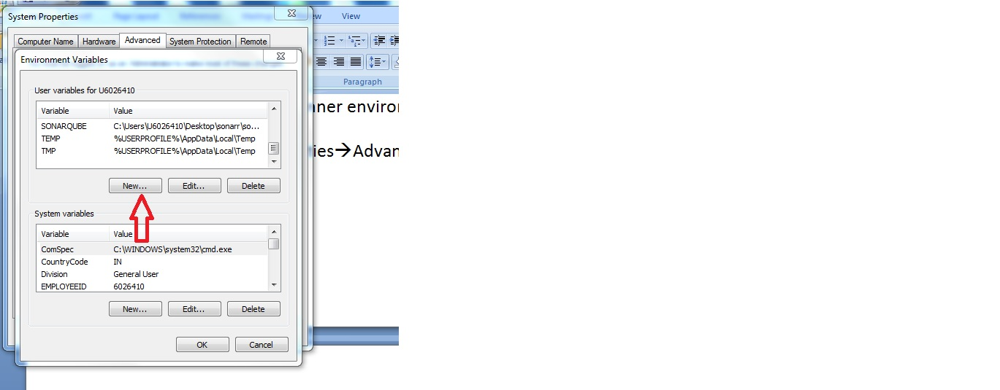 System Properties
ew View
Computer Name Hardware Advanced System Protection Remote
Environment Variables
Paragraph
User variables for U6026410
Variable Value
SONARQUBE C:\Users\U6026410\Desktop\sonarr\so...
TEMP %USERPROFILE%\AppData\Local\Temp
TMP %USERPROFILE%\AppData\Local\Temp
nner enviro
ies→Advan
New... Edit... Delete
System variables
Variable Value
ComSpec C:\WINDOWS\system32\cmd.exe
CountryCode IN
Division General User
EMPLOYEEID 6026410
New... Edit... Delete
OK Cancel